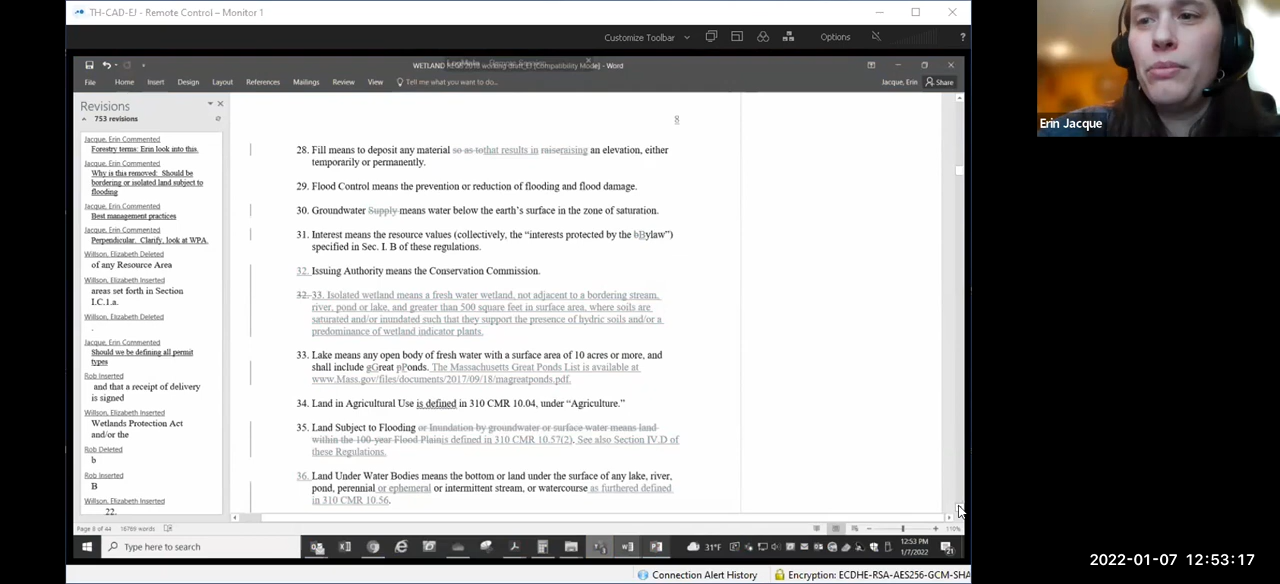 TH-CAD-EJ - Remote Control - Monitor 1
Customize Toolbar
Options
?
WETLAND working draft_EJ [Compatibility Mode] - Word
File Home Insert Design Layout References Mailings Review View Tell me what you want to do...
Jacque, Erin Share
Revisions
753 revisions
Jacque, Erin Commented
Forestry terms: Erin look into this.
Jacque, Erin Commented
Why is this removed: Should be
bordering or isolated land subject to
flooding
Jacque, Erin Commented
Best management practices
Jacque, Erin Commented
Perpendicular. Clarify, look at WPA.
Willson, Elizabeth Deleted
of any Resource Area
Willson, Elizabeth Inserted
areas set forth in Section
I.C.1.a.
Willson, Elizabeth Deleted
.
Jacque, Erin Commented
Should we be defining all permit
types
Rob Inserted
and that a receipt of delivery
is signed
Willson, Elizabeth Inserted
Wetlands Protection Act
and/or the
Rob Deleted
b
Rob Inserted
B
Willson, Elizabeth Inserted
22.
8
28. Fill means to deposit any material so as tothat results in raiseraising an elevation, either
temporarily or permanently.
29. Flood Control means the prevention or reduction of flooding and flood damage.
30. Groundwater Supply means water below the earth's surface in the zone of saturation.
31. Interest means the resource values (collectively, the “interests protected by the bBylaw”)
specified in Sec. I. B of these regulations.
32. Issuing Authority means the Conservation Commission.
32. 33. Isolated wetland means a fresh water wetland, not adjacent to a bordering stream,
river, pond or lake, and greater than 500 square feet in surface area, where soils are
saturated and/or inundated such that they support the presence of hydric soils and/or a
predominance of wetland indicator plants.
33. Lake means any open body of fresh water with a surface area of 10 acres or more, and
shall include gGreat pPonds. The Massachusetts Great Ponds List is available at
www.Mass.gov/files/documents/2017/09/18/magreatponds.pdf.
34. Land in Agricultural Use is defined in 310 CMR 10.04, under “Agriculture.”
35. Land Subject to Flooding or Inundation by groundwater or surface water means land
within the 100-year Flood Plainis defined in 310 CMR 10.57(2). See also Section IV.D of
these Regulations.
36. Land Under Water Bodies means the bottom or land under the surface of any lake, river,
pond, perennial or ephemeral or intermittent stream, or watercourse as furthered defined
in 310 CMR 10.56.
Page 8 of 44 16769 words
110%
Type here to search
31°F
12:53 PM
1/7/2022
21
Connection Alert History Encryption: ECDHE-RSA-AES256-GCM-SHA
Erin Jacque
2022-01-07 12:53:17